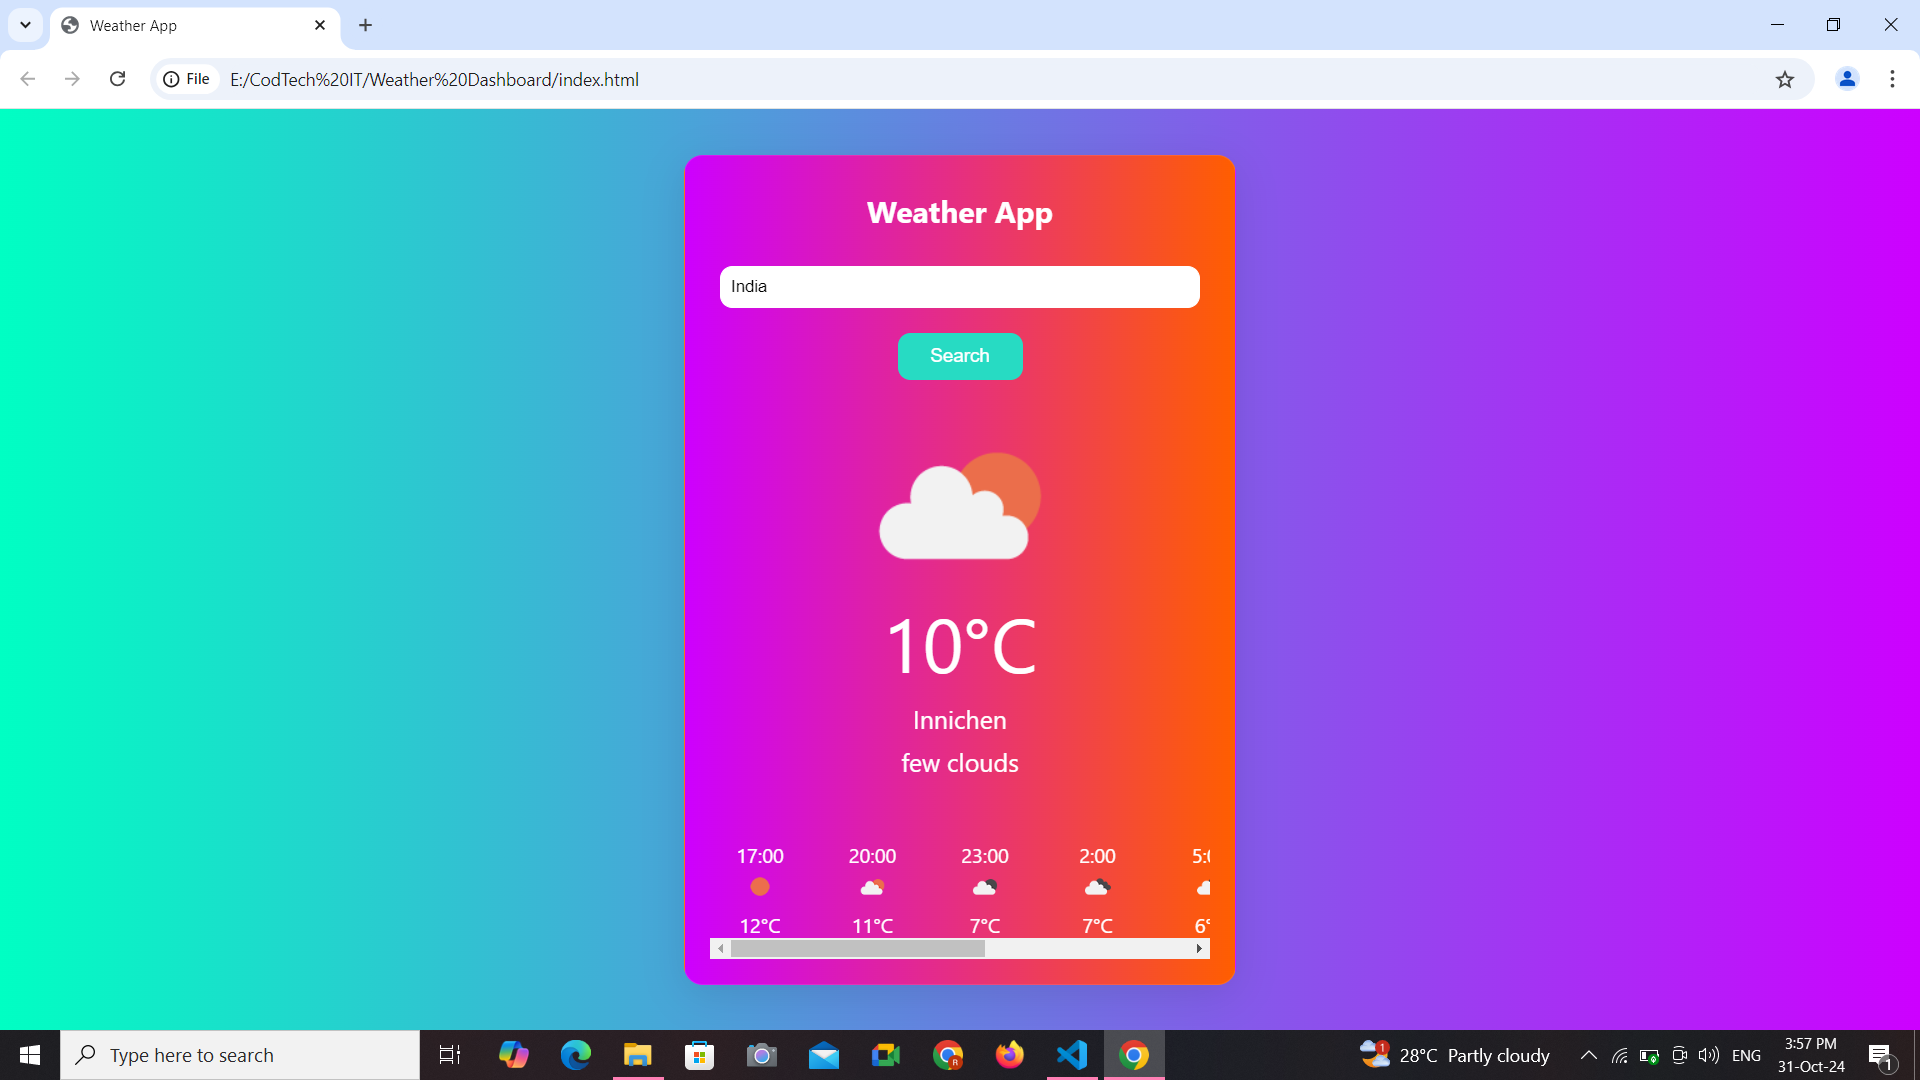 Weather App
File
E:/CodTech%20IT/Weather%20Dashboard/index.html
Weather App
India
Search
10°C
Innichen
few clouds
17:00 20:00 23:00 2:00 5:0
12°C 11°C 7°C 7°C 6°
Type here to search
R
1
28°C Partly cloudy
ENG
3:57 PM
31-Oct-24
1